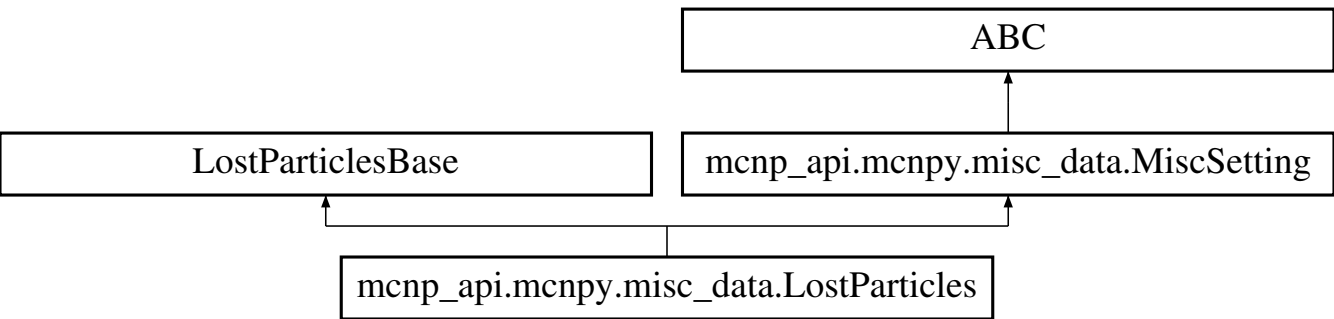 ABC
LostParticlesBase
mcnp_api.mcnpy.misc_data.MiscSetting
mcnp_api.mcnpy.misc_data.LostParticles